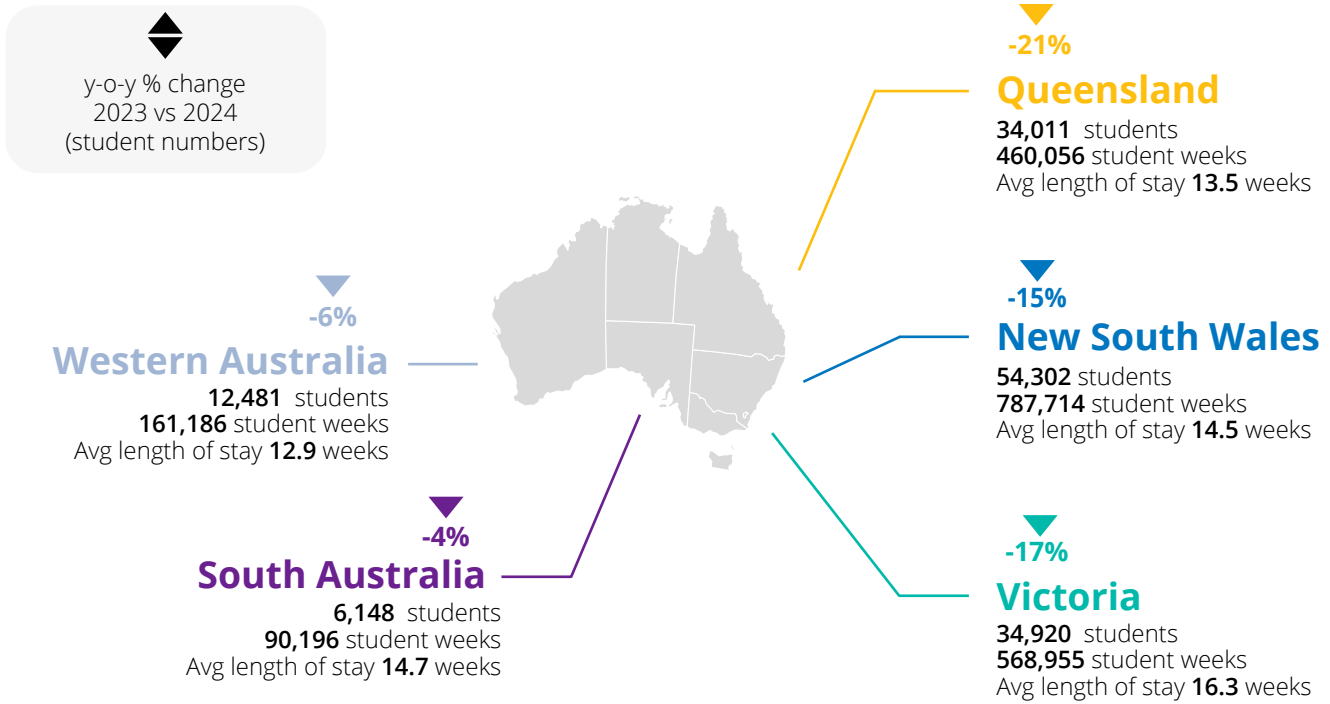 y-o-y % change
2023 vs 2024
(student numbers)
-21%
Queensland
34,011 students
460,056 student weeks
Avg length of stay 13.5 weeks
-6%
Western Australia
12,481 students
161,186 student weeks
Avg length of stay 12.9 weeks
-15%
New South Wales
54,302 students
787,714 student weeks
Avg length of stay 14.5 weeks
-4%
South Australia
6,148 students
90,196 student weeks
Avg length of stay 14.7 weeks
-17%
Victoria
34,920 students
568,955 student weeks
Avg length of stay 16.3 weeks